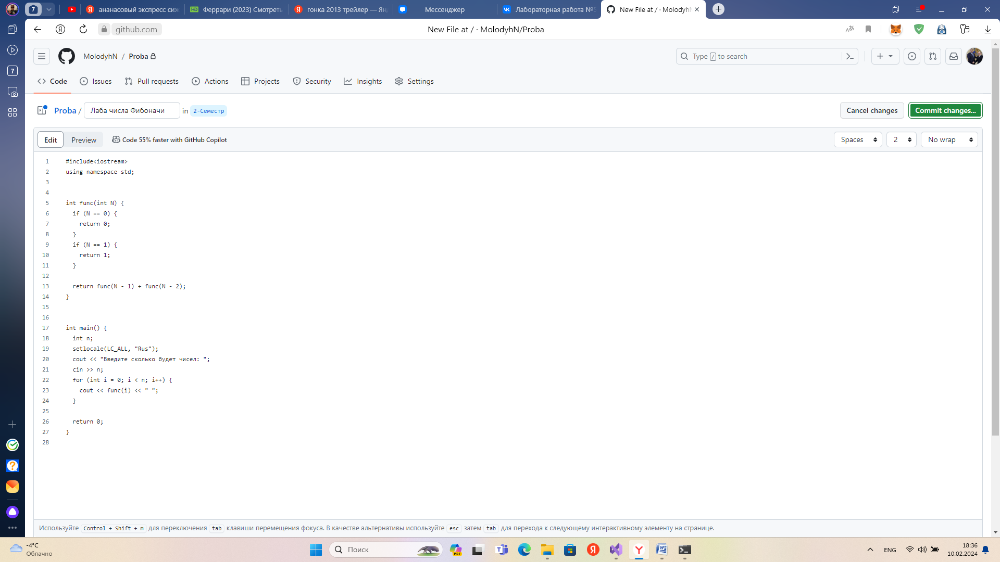 7
ананасовый экспресс сиж
Феррари (2023) Смотреть
гонка 2013 трейлер — Ян
Мессенджер
Лабораторная работа №5
New File at / · MolodyhN
github.com
New File at / · MolodyhN/Proba
7
MolodyhN / Proba
Type / to search
Code
Issues
Pull requests
Actions
Projects
Security
Insights
Settings
Proba / Лаба числа Фибоначи in 2-Семестр
Cancel changes
Commit changes...
Edit
Preview
Code 55% faster with GitHub Copilot
Spaces
2
No wrap
1 #include<iostream>
2 using namespace std;
3
4
5 int func(int N) {
6 if (N == 0) {
7 return 0;
8 }
9 if (N == 1) {
10 return 1;
11 }
12
13 return func(N - 1) + func(N - 2);
14 }
15
16
17 int main() {
18 int n;
19 setlocale(LC_ALL, "Rus");
20 cout << "Введите сколько будет чисел: ";
21 cin >> n;
22 for (int i = 0; i < n; i++) {
23 cout << func(i) << " ";
24 }
25
26 return 0;
27 }
28
Используйте Control + Shift + m для переключения tab клавиши перемещения фокуса. В качестве альтернативы используйте esc затем tab для перехода к следующему интерактивному элементу на странице.
-4°C
Облачно
Поиск
PRE
ENG
18:36
10.02.2024